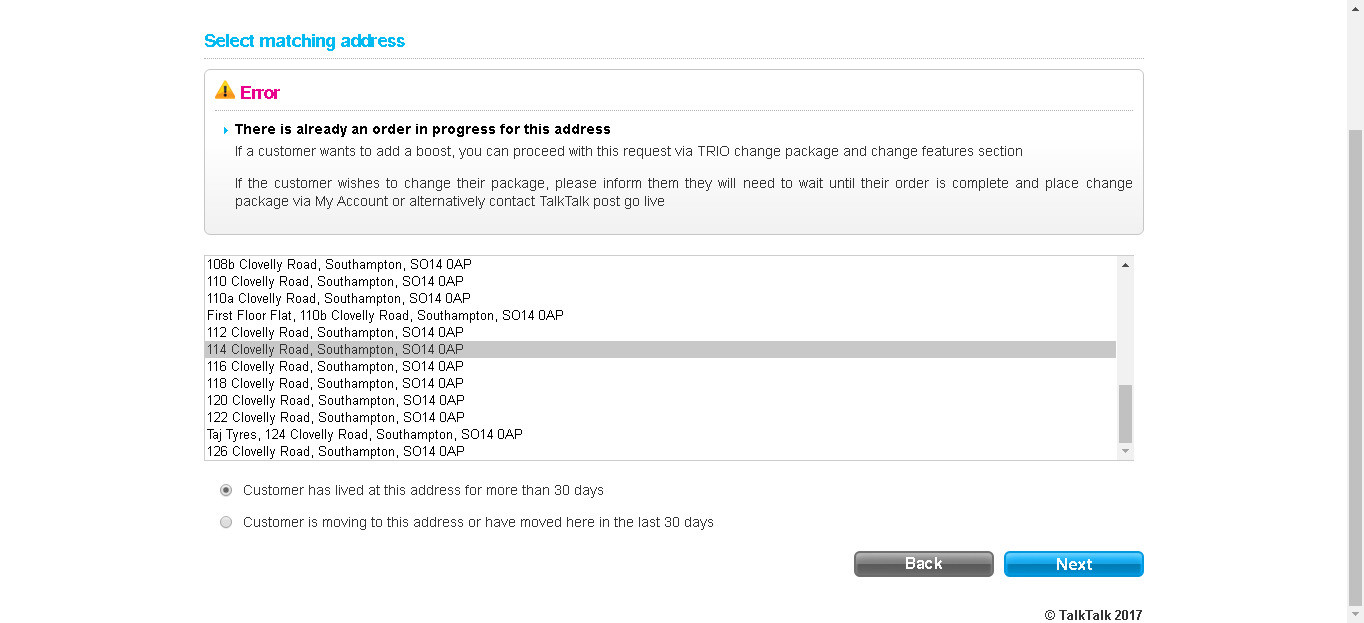 Select matching address
Error
There is already an order in progress for this address
If a customer wants to add a boost, you can proceed with this request via TRIO change package and change features section
If the customer wishes to change their package, please inform them they will need to wait until their order is complete and place change
package via My Account or alternatively contact TalkTalk post go live
108b Clovelly Road, Southampton, SO14 0AP
110 Clovelly Road, Southampton, SO14 0AP
110a Clovelly Road, Southampton, SO14 0AP
First Floor Flat, 110b Clovelly Road, Southampton, SO14 0AP
112 Clovelly Road, Southampton, SO14 0AP
114 Clovelly Road, Southampton, SO14 0AP
116 Clovelly Road, Southampton, SO14 0AP
118 Clovelly Road, Southampton, SO14 0AP
120 Clovelly Road, Southampton, SO14 0AP
122 Clovelly Road, Southampton, SO14 0AP
Taj Tyres, 124 Clovelly Road, Southampton, SO14 0AP
126 Clovelly Road, Southampton, SO14 0AP
Customer has lived at this address for more than 30 days
Customer is moving to this address or have moved here in the last 30 days
Back Next
© TalkTalk 2017